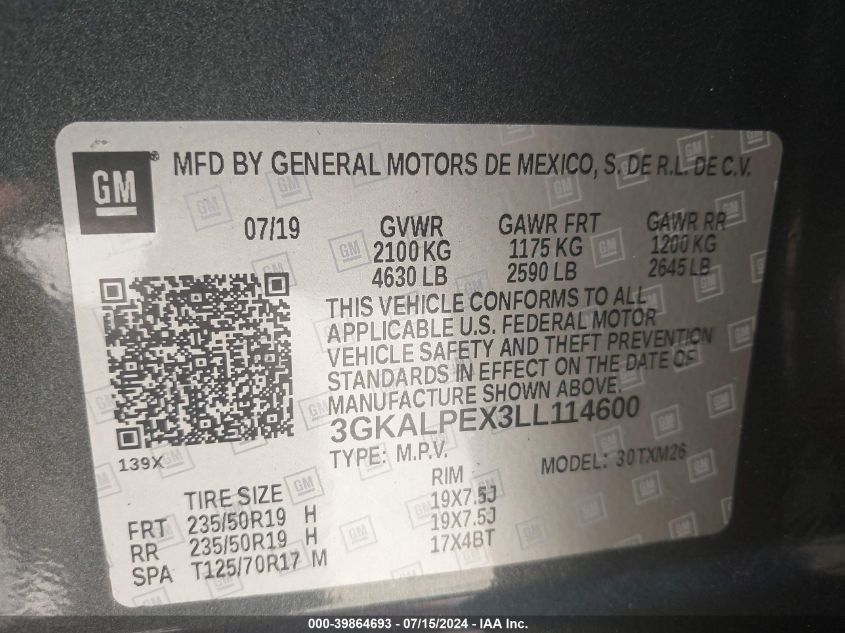 GM® MFD BY GENERAL MOTORS DE MEXICO, S. DE R.L. DE C.V.
07/19 GVWR GAWR FRT GAWR RR
2100 KG 1175 KG 1200 KG
4630 LB 2590 LB 2645 LB
THIS VEHICLE CONFORMS TO ALL
APPLICABLE U.S. FEDERAL MOTOR
VEHICLE SAFETY AND THEFT PREVENTION
STANDARDS IN EFFECT ON THE DATE OF
MANUFACTURE SHOWN ABOVE.
3GKALPEX3LL114600
139X
TYPE: M.P.V. MODEL: 30TXM26
TIRE SIZE RIM
FRT 235/50R19 H 19X7.5J
RR 235/50R19 H 19X7.5J
SPA T125/70R17 M 17X4BT
000-39864693 - 07/15/2024 - IAA Inc.